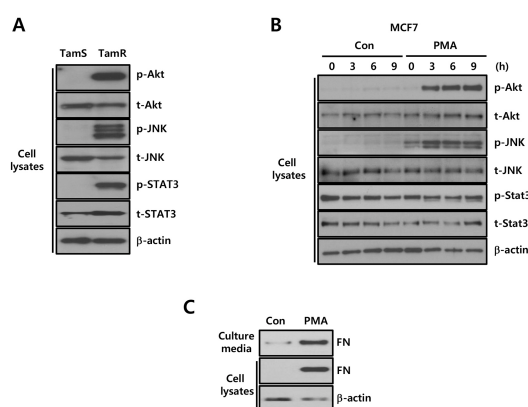 A
TamS TamR
p-Akt
t-Akt
p-JNK
t-JNK
p-STAT3
t-STAT3
β-actin
Cell
lysates
B
MCF7
Con PMA
0 3 6 9 0 3 6 9 (h)
p-Akt
t-Akt
p-JNK
t-JNK
p-Stat3
t-Stat3
β-actin
Cell
lysates
C
Con PMA
Culture
media
FN
FN
Cell
lysates
β-actin